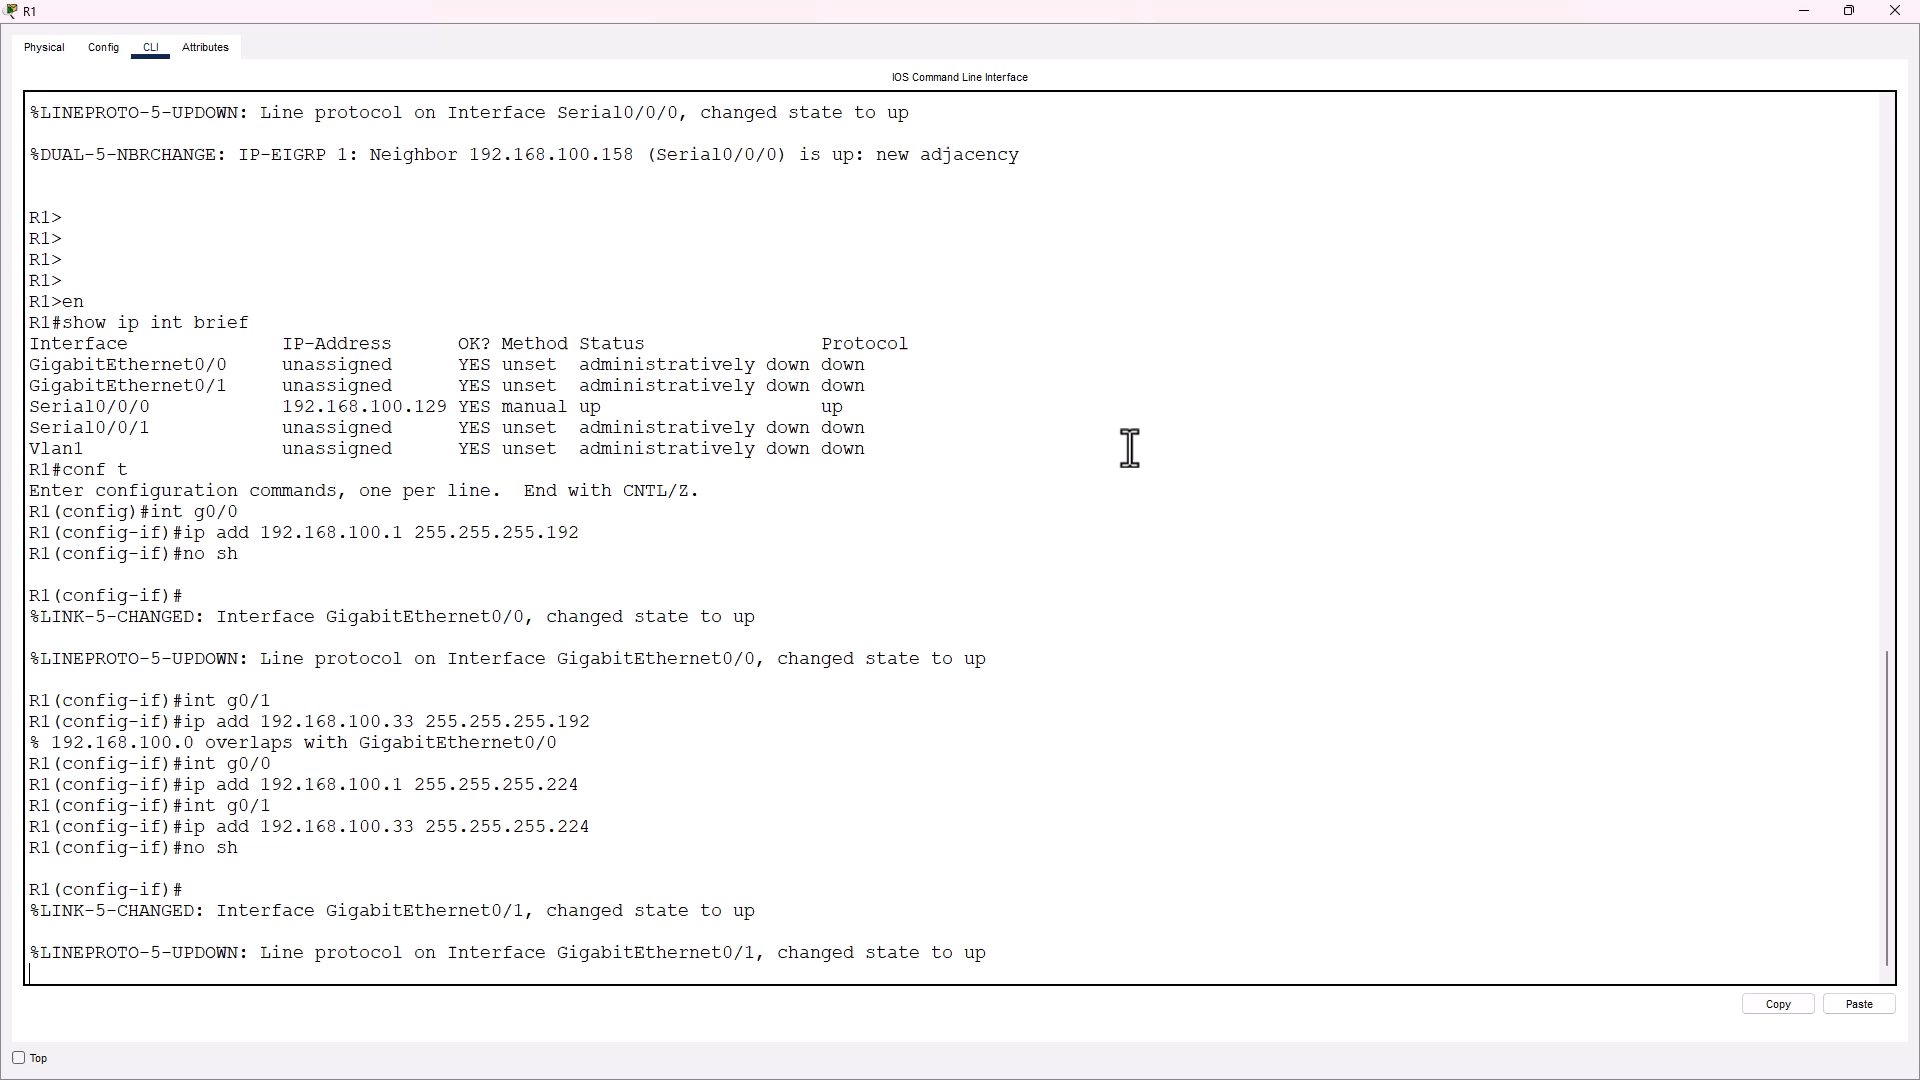 R1
Physical Config CLI Attributes
IOS Command Line Interface
%LINEPROTO-5-UPDOWN: Line protocol on Interface Serial0/0/0, changed state to up
%DUAL-5-NBRCHANGE: IP-EIGRP 1: Neighbor 192.168.100.158 (Serial0/0/0) is up: new adjacency
R1>
R1>
R1>
R1>
R1>en
R1#show ip int brief
Interface IP-Address OK? Method Status Protocol
GigabitEthernet0/0 unassigned YES unset administratively down down
GigabitEthernet0/1 unassigned YES unset administratively down down
Serial0/0/0 192.168.100.129 YES manual up up
Serial0/0/1 unassigned YES unset administratively down down
Vlan1 unassigned YES unset administratively down down
R1#conf t
Enter configuration commands, one per line. End with CNTL/Z.
R1(config)#int g0/0
R1(config-if)#ip add 192.168.100.1 255.255.255.192
R1(config-if)#no sh
R1(config-if)#
%LINK-5-CHANGED: Interface GigabitEthernet0/0, changed state to up
%LINEPROTO-5-UPDOWN: Line protocol on Interface GigabitEthernet0/0, changed state to up
R1(config-if)#int g0/1
R1(config-if)#ip add 192.168.100.33 255.255.255.192
% 192.168.100.0 overlaps with GigabitEthernet0/0
R1(config-if)#int g0/0
R1(config-if)#ip add 192.168.100.1 255.255.255.224
R1(config-if)#int g0/1
R1(config-if)#ip add 192.168.100.33 255.255.255.224
R1(config-if)#no sh
R1(config-if)#
%LINK-5-CHANGED: Interface GigabitEthernet0/1, changed state to up
%LINEPROTO-5-UPDOWN: Line protocol on Interface GigabitEthernet0/1, changed state to up
Copy Paste
Top